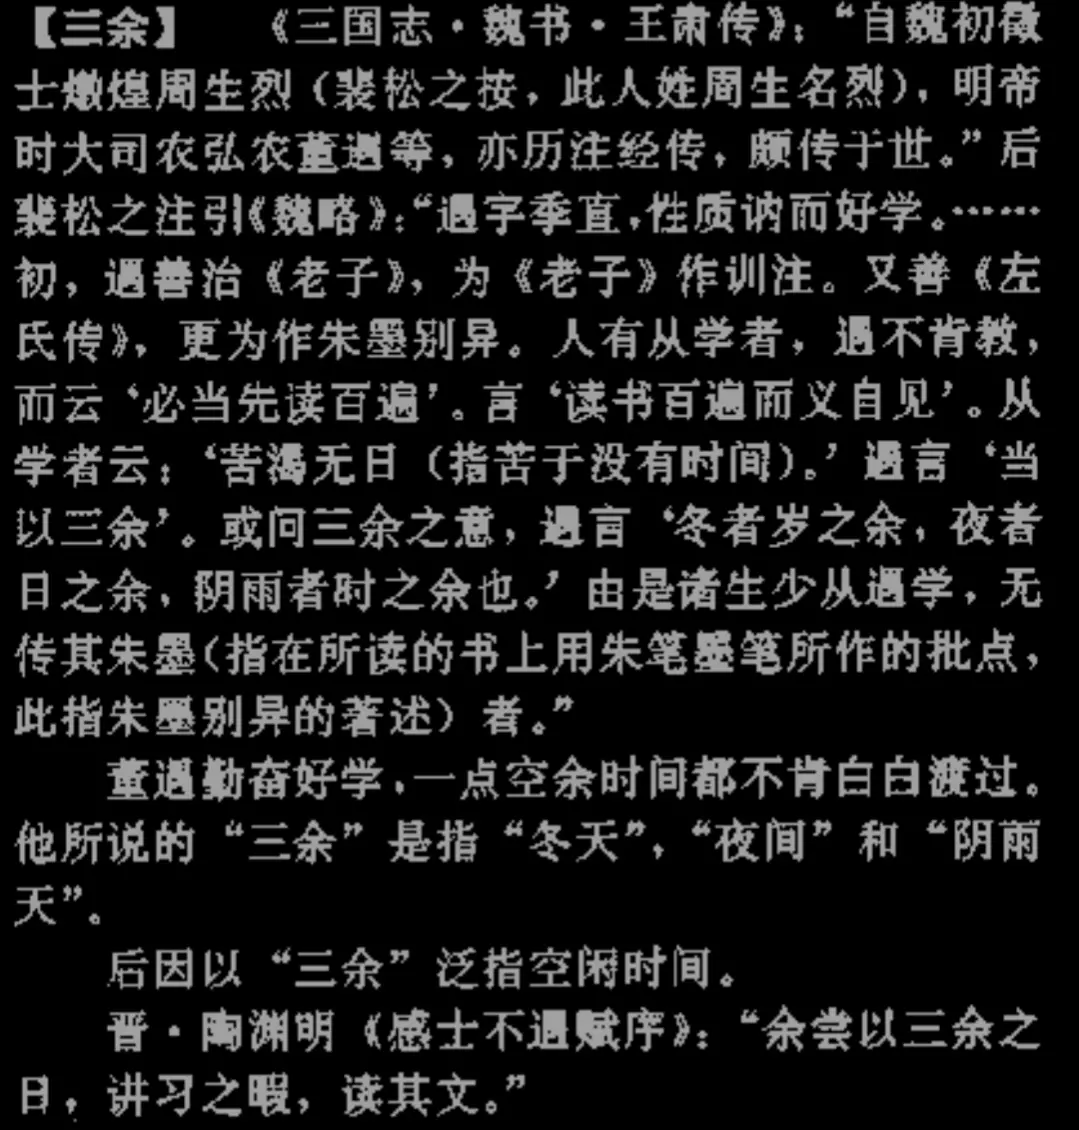 【三余】 《三国志·魏书·王肃传》：“自魏初徵
士燉煌周生烈（裴松之按，此人姓周生名烈），明帝
时大司农弘农董遇等，亦历注经传，颇传于世。”后
裴松之注引《魏略》：“遇字季直，性质讷而好学。……
初，遇善治《老子》，为《老子》作训注。又善《左
氏传》，更为作朱墨别异。人有从学者，遇不肯教，
而云‘必当先读百遍’。言‘读书百遍而义自见’。从
学者云：‘苦渴无日（指苦于没有时间）。’遇言‘当
以三余’。或问三余之意，遇言‘冬者岁之余，夜者
日之余，阴雨者时之余也。’由是诸生少从遇学，无
传其朱墨（指在所读的书上用朱笔墨笔所作的批点，
此指朱墨别异的著述）者。”
董遇勤奋好学，一点空余时间都不肯白白渡过。
他所说的“三余”是指“冬天”，“夜间”和“阴雨
天”。
后因以“三余”泛指空闲时间。
晋·陶渊明《感士不遇赋序》：“余尝以三余之
日，讲习之暇，读其文。”